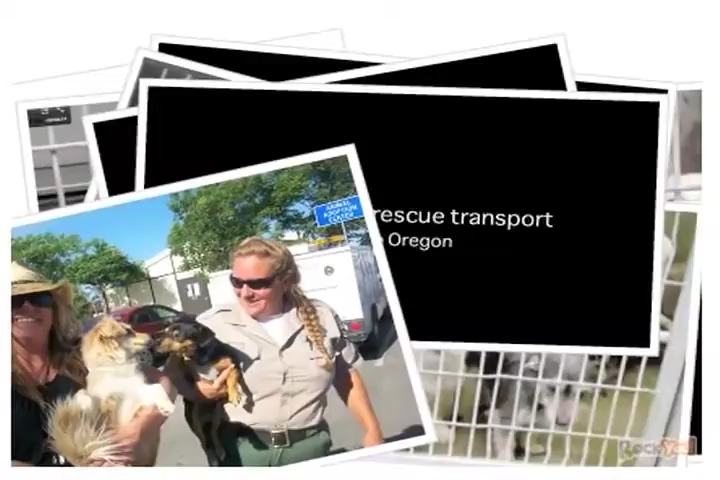 rescue transport
Oregon
ANIMAL
ADOPTION
CENTER
RockYou!